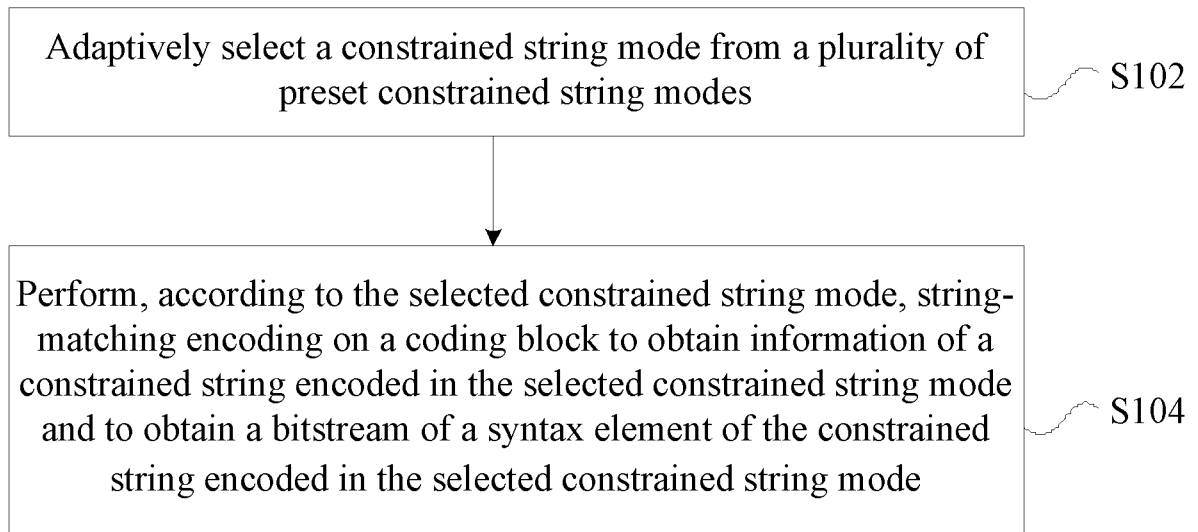 Adaptively select a constrained string mode from a plurality of
preset constrained string modes
S102
Perform, according to the selected constrained string mode, string-
matching encoding on a coding block to obtain information of a
constrained string encoded in the selected constrained string mode
and to obtain a bitstream of a syntax element of the constrained
string encoded in the selected constrained string mode
S104